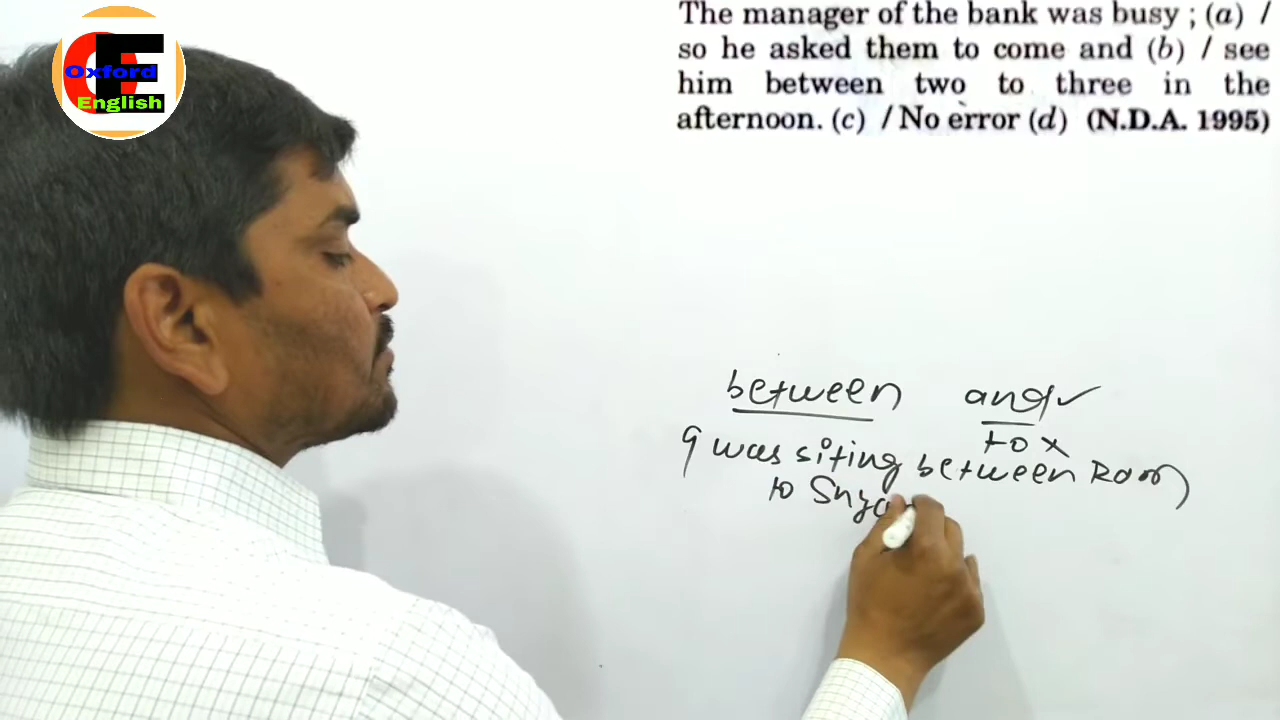 Oxford
English
The manager of the bank was busy ; (a) /
so he asked them to come and (b) / see
him between two to three in the
afternoon. (c) / No error (d) (N.D.A. 1995)
between and ✓
to ×
I was siting between Ram
to